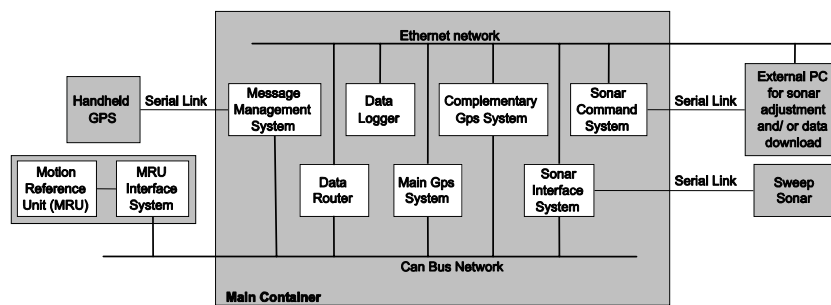 Ethernet network
Handheld
GPS
Serial Link
Message
Management
System
Data
Logger
Complementary
Gps System
Sonar
Command
System
Serial Link
External PC
for sonar
adjustment
and/ or data
download
Motion
Reference
Unit (MRU)
MRU
Interface
System
Data
Router
Main Gps
System
Sonar
Interface
System
Serial Link
Sweep
Sonar
Can Bus Network
Main Container